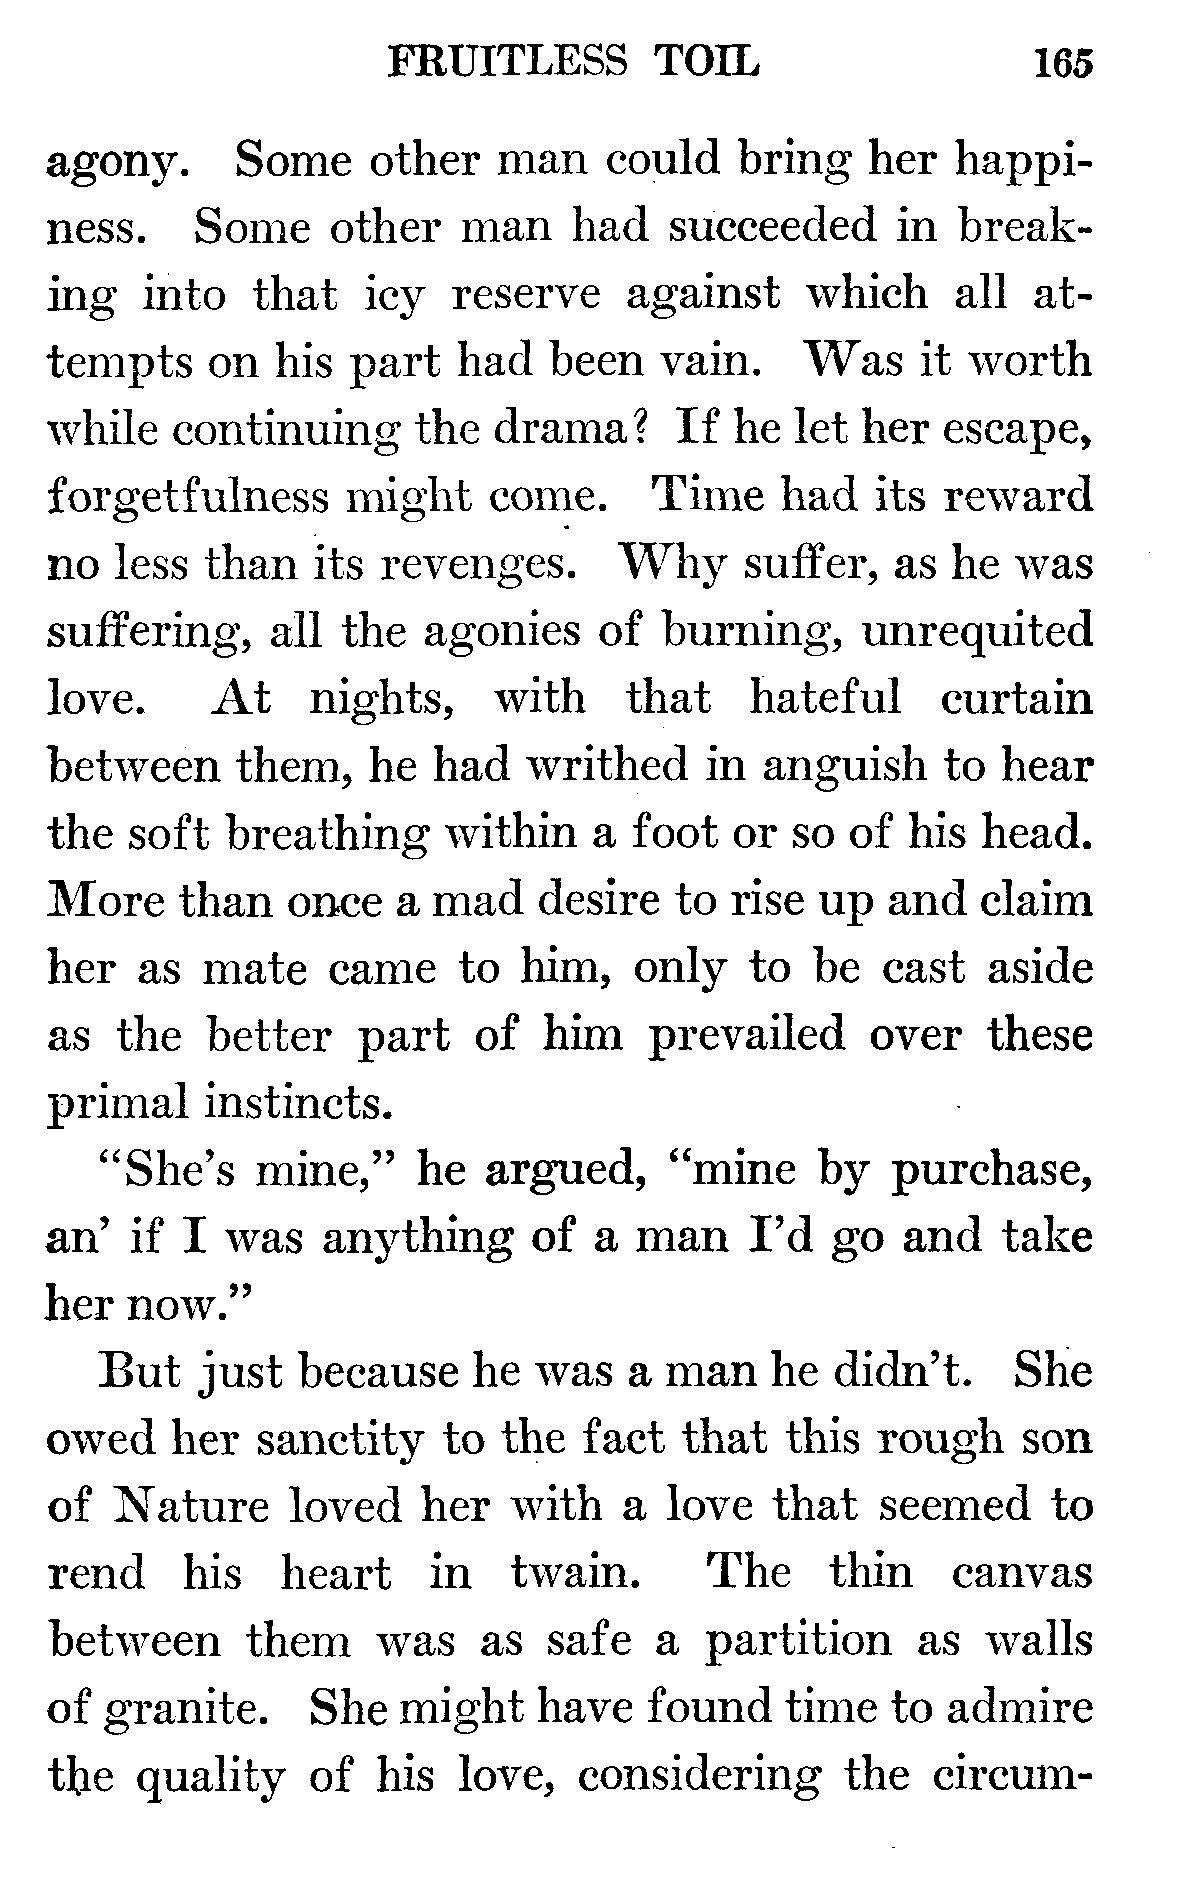 FRUITLESS TOIL 165
agony. Some other man could bring her happi-
ness. Some other man had succeeded in break-
ing into that icy reserve against which all at-
tempts on his part had been vain. Was it worth
while continuing the drama? If he let her escape,
forgetfulness might come. Time had its reward
no less than its revenges. Why suffer, as he was
suffering, all the agonies of burning, unrequited
love. At nights, with that hateful curtain
between them, he had writhed in anguish to hear
the soft breathing within a foot or so of his head.
More than once a mad desire to rise up and claim
her as mate came to him, only to be cast aside
as the better part of him prevailed over these
primal instincts.
“She’s mine,” he argued, “mine by purchase,
an’ if I was anything of a man I’d go and take
her now.”
But just because he was a man he didn’t. She
owed her sanctity to the fact that this rough son
of Nature loved her with a love that seemed to
rend his heart in twain. The thin canvas
between them was as safe a partition as walls
of granite. She might have found time to admire
the quality of his love, considering the circum-